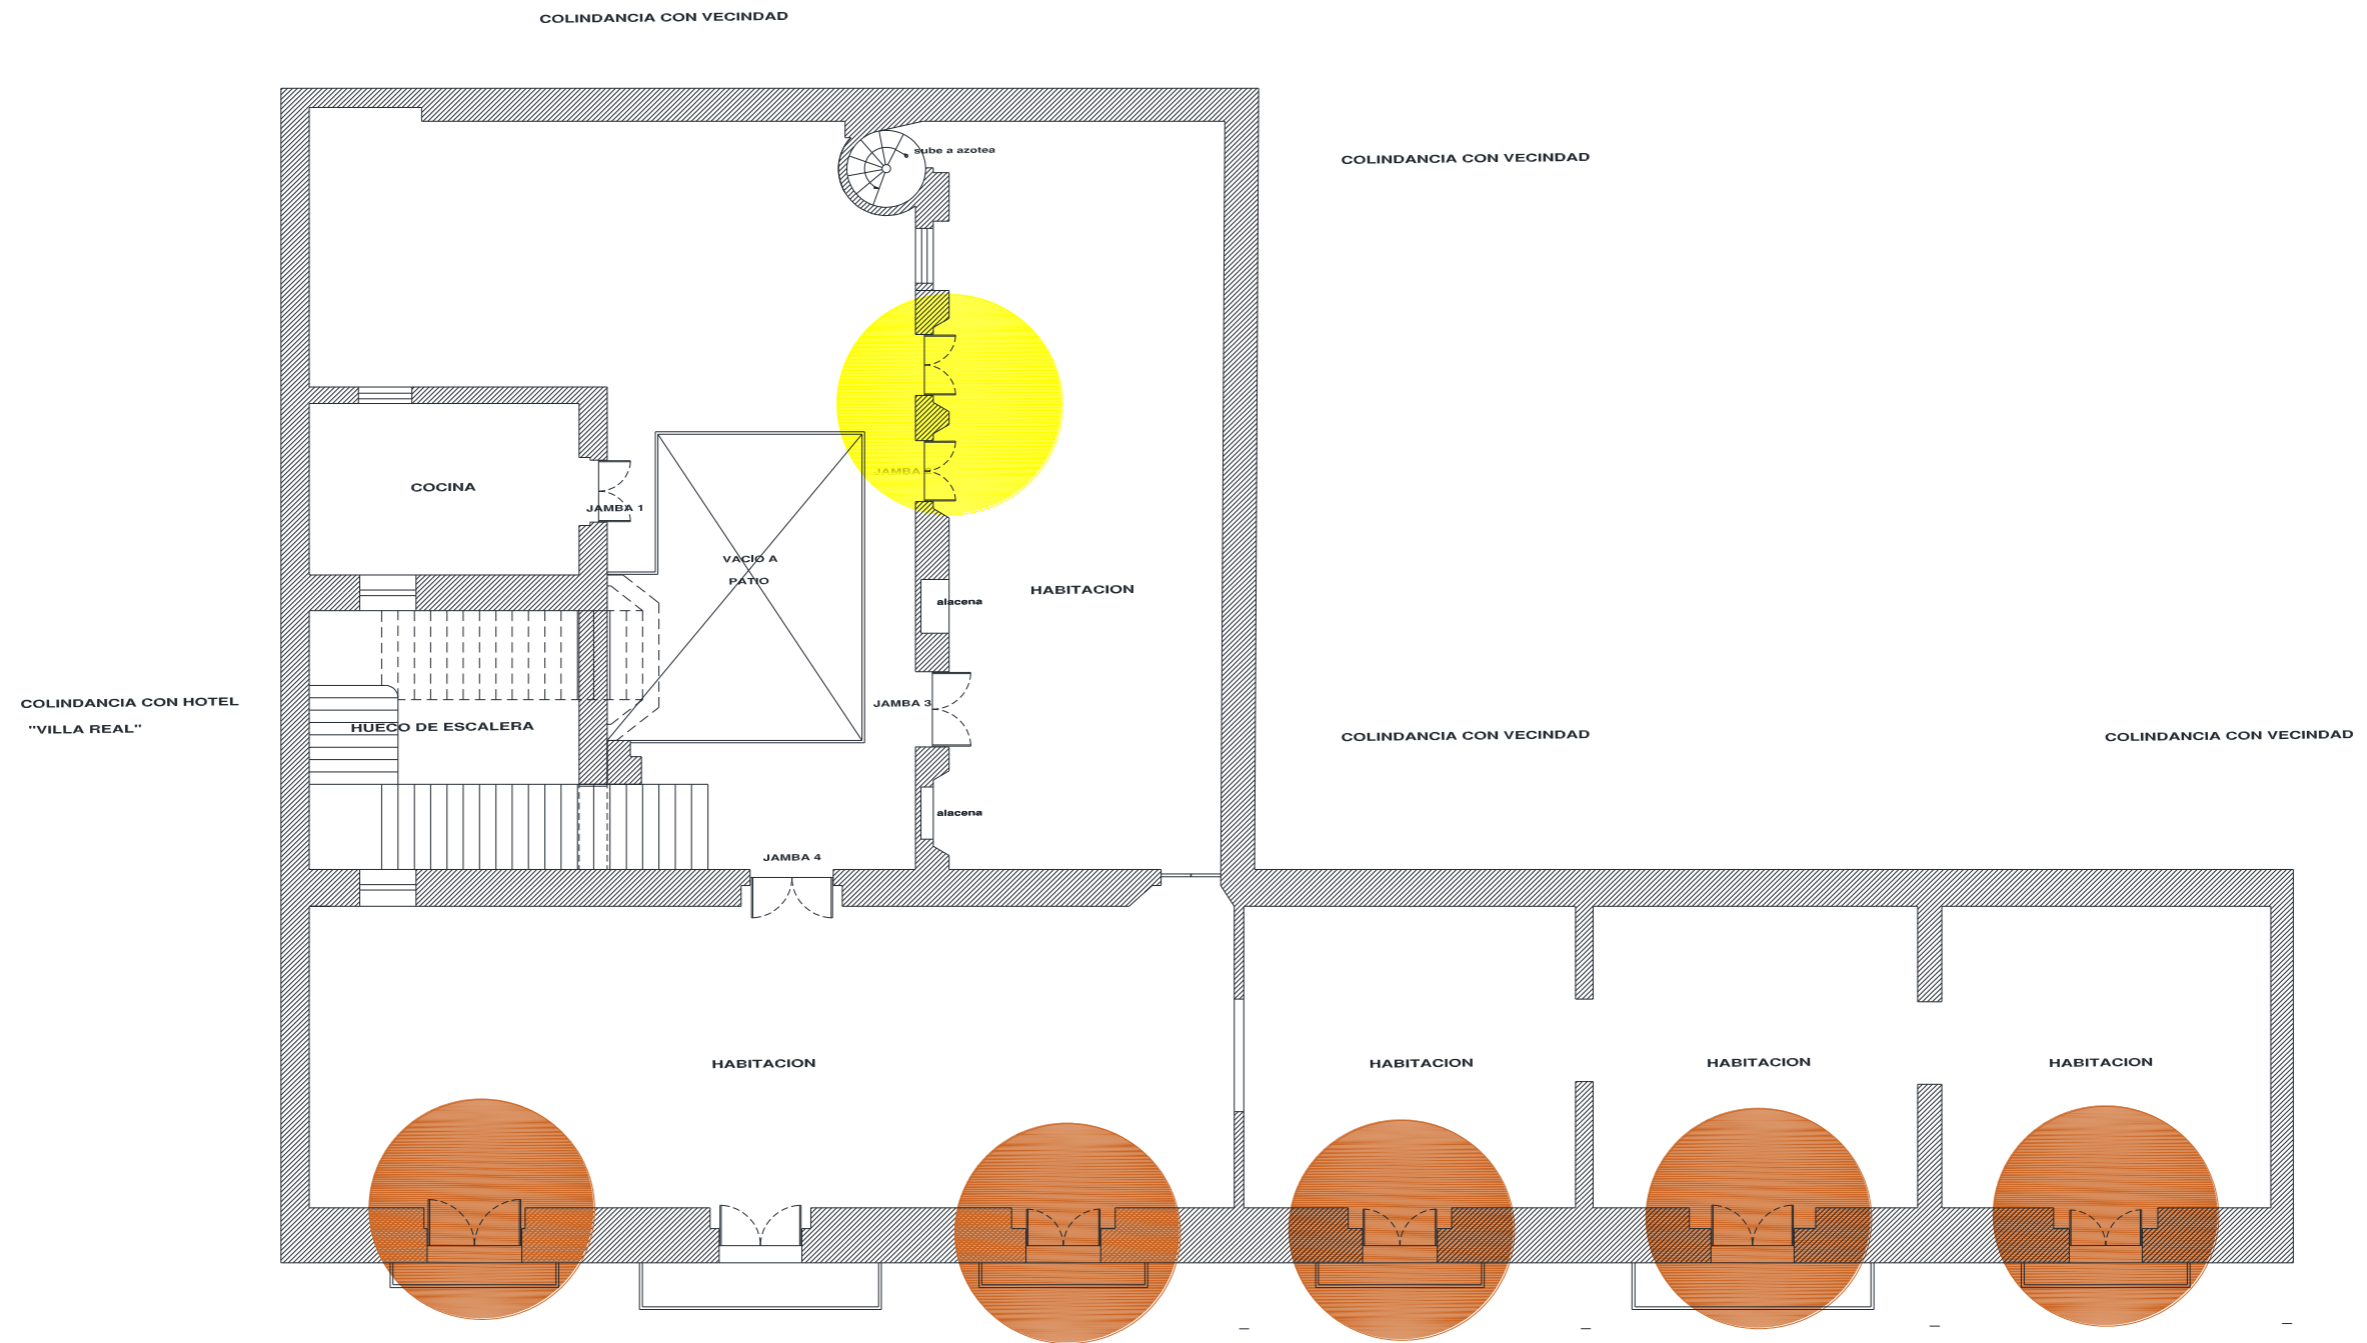 COLINDANCIA CON VECINDAD
sube a azotea
COLINDANCIA CON VECINDAD
COCINA
JAMBA
JAMBA 1
VACIO A
PATIO
HABITACION
alacena
COLINDANCIA CON HOTEL
"VILLA REAL"
HUECO DE ESCALERA
JAMBA 3
COLINDANCIA CON VECINDAD
COLINDANCIA CON VECINDAD
alacena
JAMBA 4
HABITACION
HABITACION
HABITACION
HABITACION